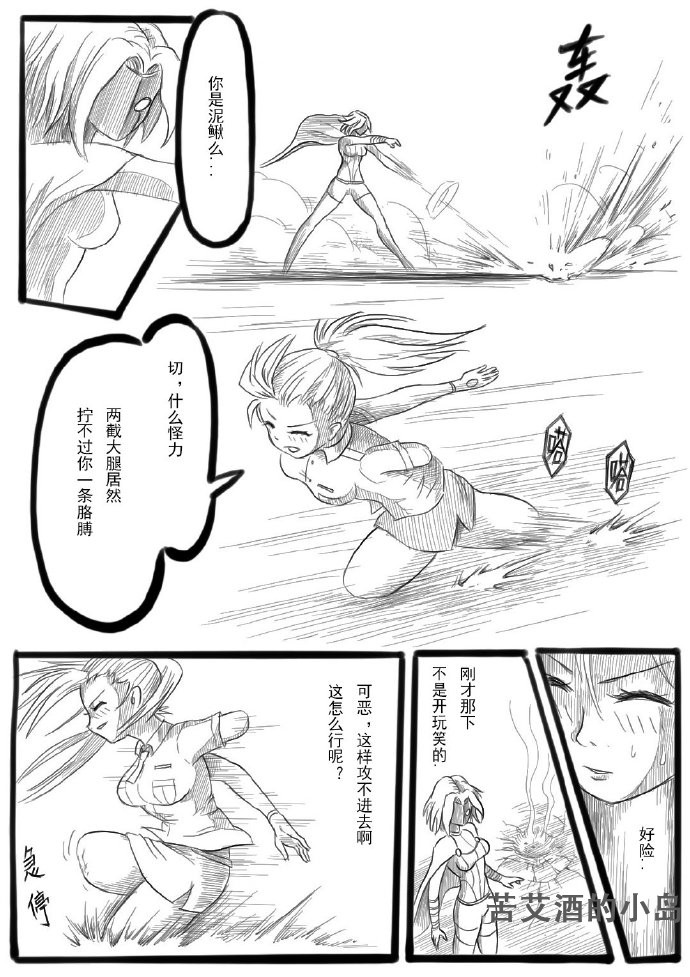 轰
你是泥鳅么...
切，什么怪力
两截大腿居然
拧不过你一条胳膊
嗒
嗒
好险.
刚才那下
不是开玩笑的.
可恶，这样攻不进去啊
这怎么行呢？
急停
苦艾酒的小岛